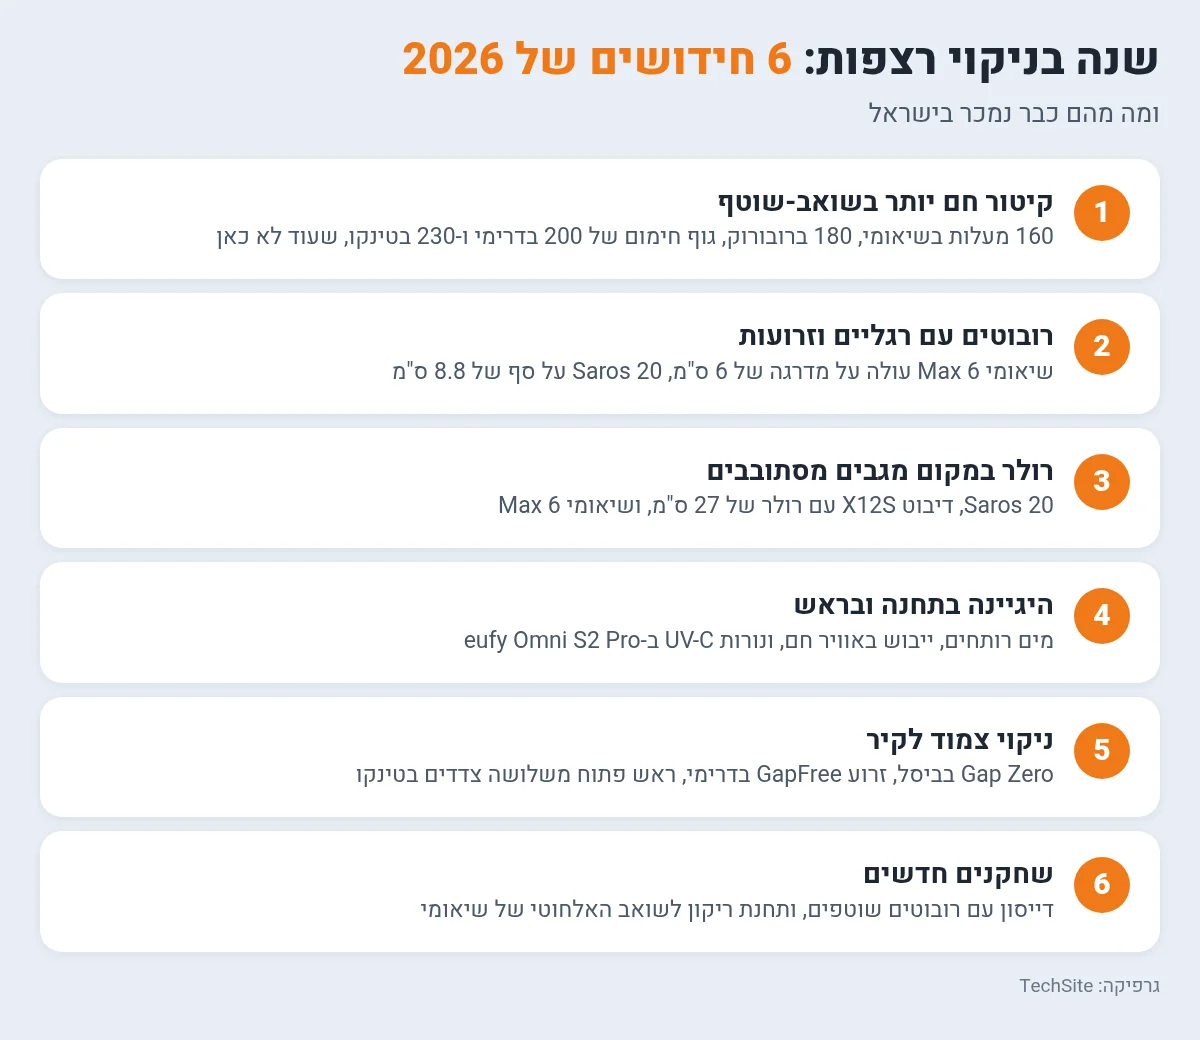 שנה בניקוי רצפות: 6 חידושים של 2026
ומה מהם כבר נמכר בישראל
1
קיטור חם יותר בשואב-שוטף
160 מעלות בשיאומי, 180 ברובורוק, גוף חימום של 200 בדרימי ו-230 בטינקו, שעוד לא כאן
2
רובוטים עם רגליים וזרועות
שיאומי 6 Max עולה על מדרגה של 6 ס"מ, Saros 20 על סף של 8.8 ס"מ
3
רולר במקום מגבים מסתובבים
Saros 20, דיבוט X12S עם רולר של 27 ס"מ, ושיאומי 6 Max
4
היגיינה בתחנה ובראש
מים רותחים, ייבוש באוויר חם, ונורות UV-C ב-eufy Omni S2 Pro
5
ניקוי צמוד לקיר
Gap Zero בביסל, זרוע GapFree בדרימי, ראש פתוח משלושה צדדים בטינקו
6
שחקנים חדשים
דייסון עם רובוטים שוטפים, ותחנת ריקון לשואב האלחוטי של שיאומי
גרפיקה: TechSite